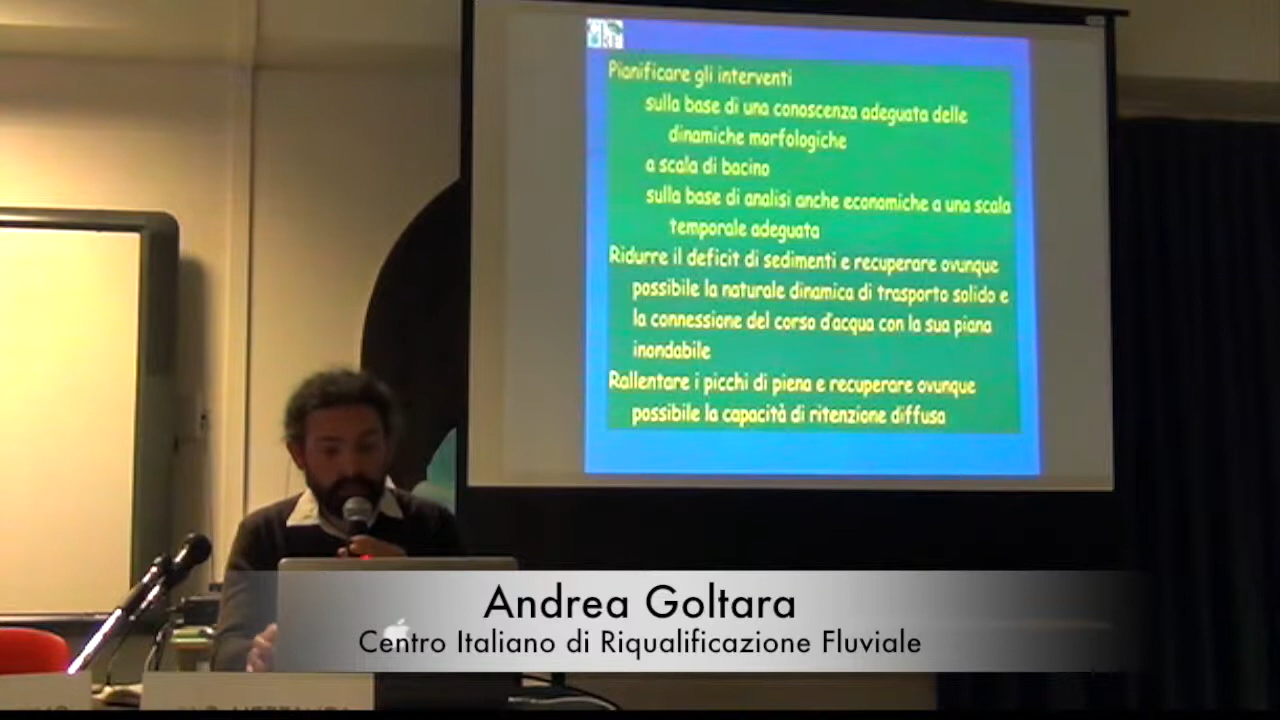 Pianificare gli interventi
sulla base di una conoscenza adeguata delle
dinamiche morfologiche
a scala di bacino
sulla base di analisi anche economiche a una scala
temporale adeguata
Ridurre il deficit di sedimenti e recuperare ovunque
possibile la naturale dinamica di trasporto solido e
la connessione del corso d'acqua con la sua piana
inondabile
Rallentare i picchi di piena e recuperare ovunque
possibile la capacità di ritenzione diffusa
Andrea Goltara
Centro Italiano di Riqualificazione Fluviale